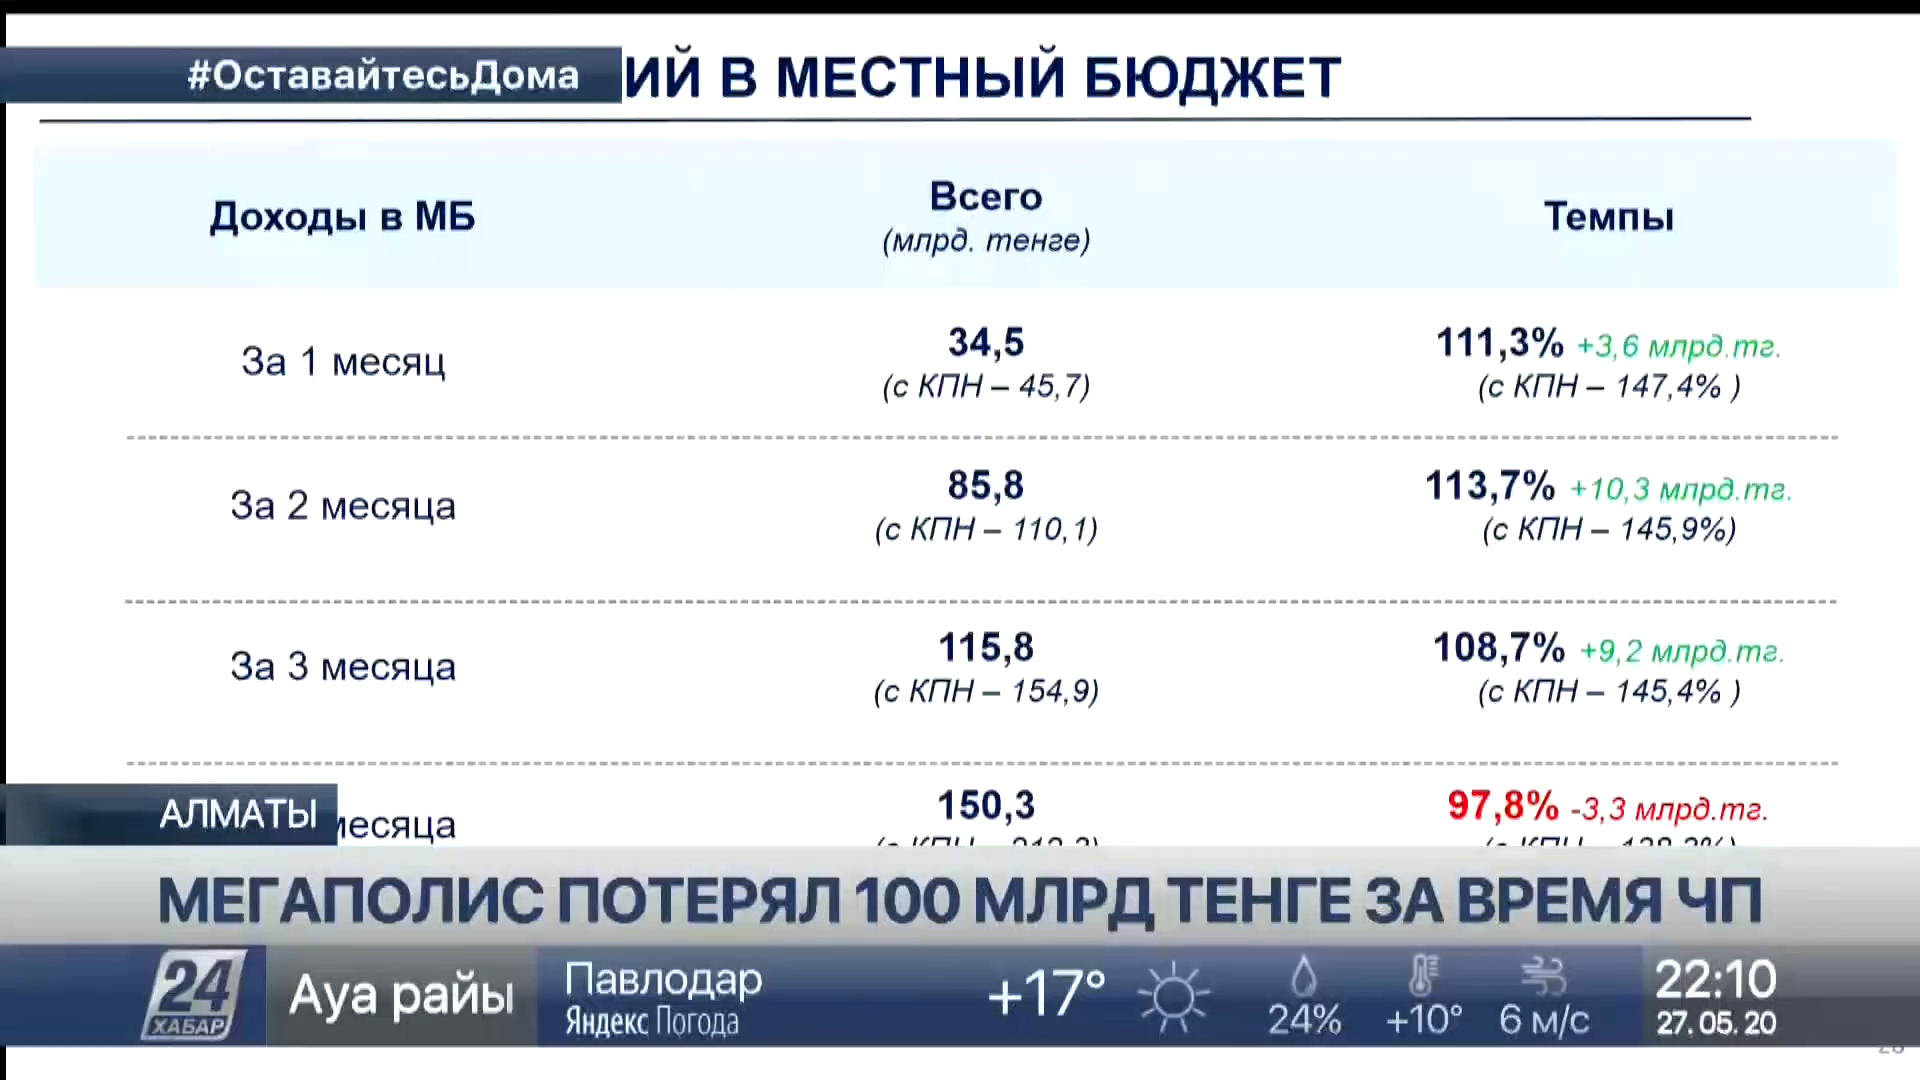 #ОставайтесьДома
ИЙ В МЕСТНЫЙ БЮДЖЕТ
Доходы в МБ
Всего
(млрд. тенге)
Темпы
За 1 месяц
34,5
(с КПН – 45,7)
111,3% +3,6 млрд.тг.
(с КПН – 147,4% )
За 2 месяца
85,8
(с КПН – 110,1)
113,7% +10,3 млрд.тг.
(с КПН – 145,9%)
За 3 месяца
115,8
(с КПН – 154,9)
108,7% +9,2 млрд.тг.
(с КПН – 145,4% )
АЛМАТЫ
месяца
150,3
97,8% -3,3 млрд.тг.
МЕГАПОЛИС ПОТЕРЯЛ 100 МЛРД ТЕНГЕ ЗА ВРЕМЯ ЧП
24
ХАБАР
Ауа райы
Павлодар
Яндекс Погода
+17°
24%
+10°
6 м/с
22:10
27.05.20